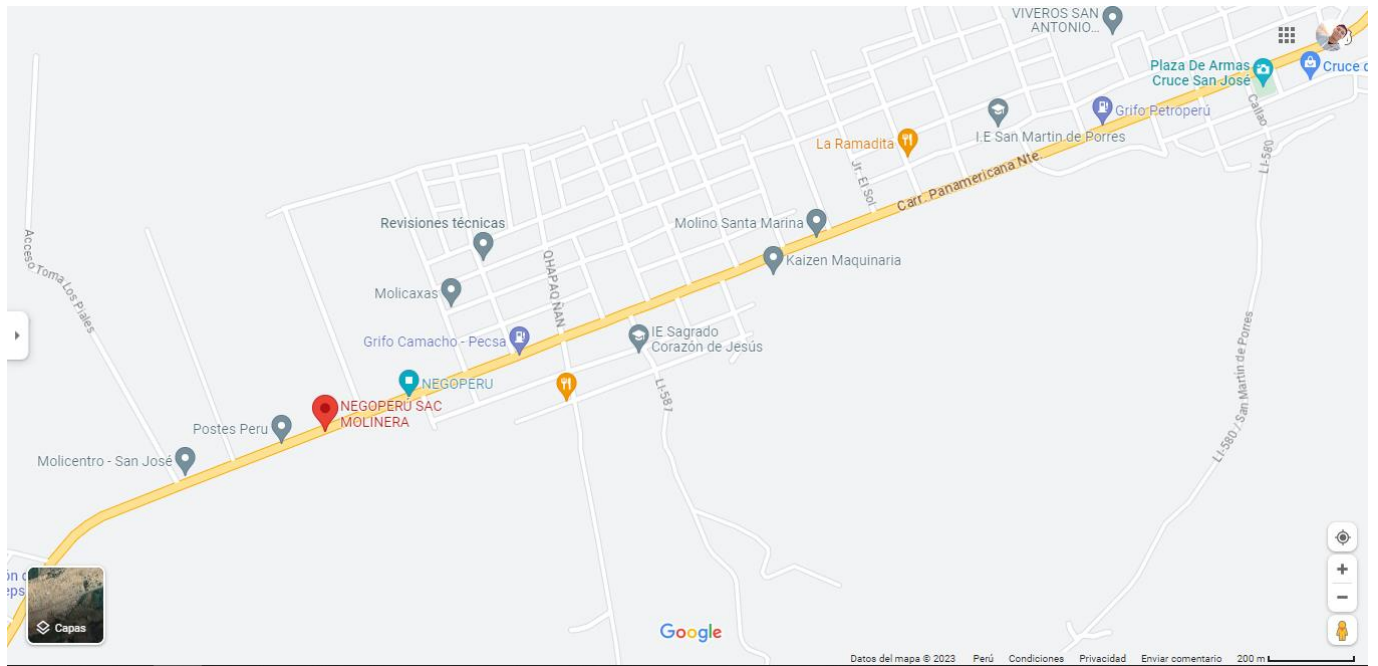 VIVEROS SAN
ANTONIO...
Plaza De Armas
Cruce San José
Cruce
Callao
Grifo Petroperú
I.E San Martin de Porres
La Ramadita
LI-580
Jr. El Sol
Carr. Panamericana Nte.
Revisiones técnicas
Molino Santa Marina
Acceso Toma Los Piales
QHAPAQ ÑAN
Kaizen Maquinaria
Molicaxas
Grifo Camacho - Pecsa
IE Sagrado
Corazón de Jesús
NEGOPERU
LI-587
NEGOPERÚ SAC
MOLINERA
Postes Peru
LI-580 / San Martín de Porres
Molicentro - San José
Capas
Google
Datos del mapa © 2023 Perú Condiciones Privacidad Enviar comentario 200 m